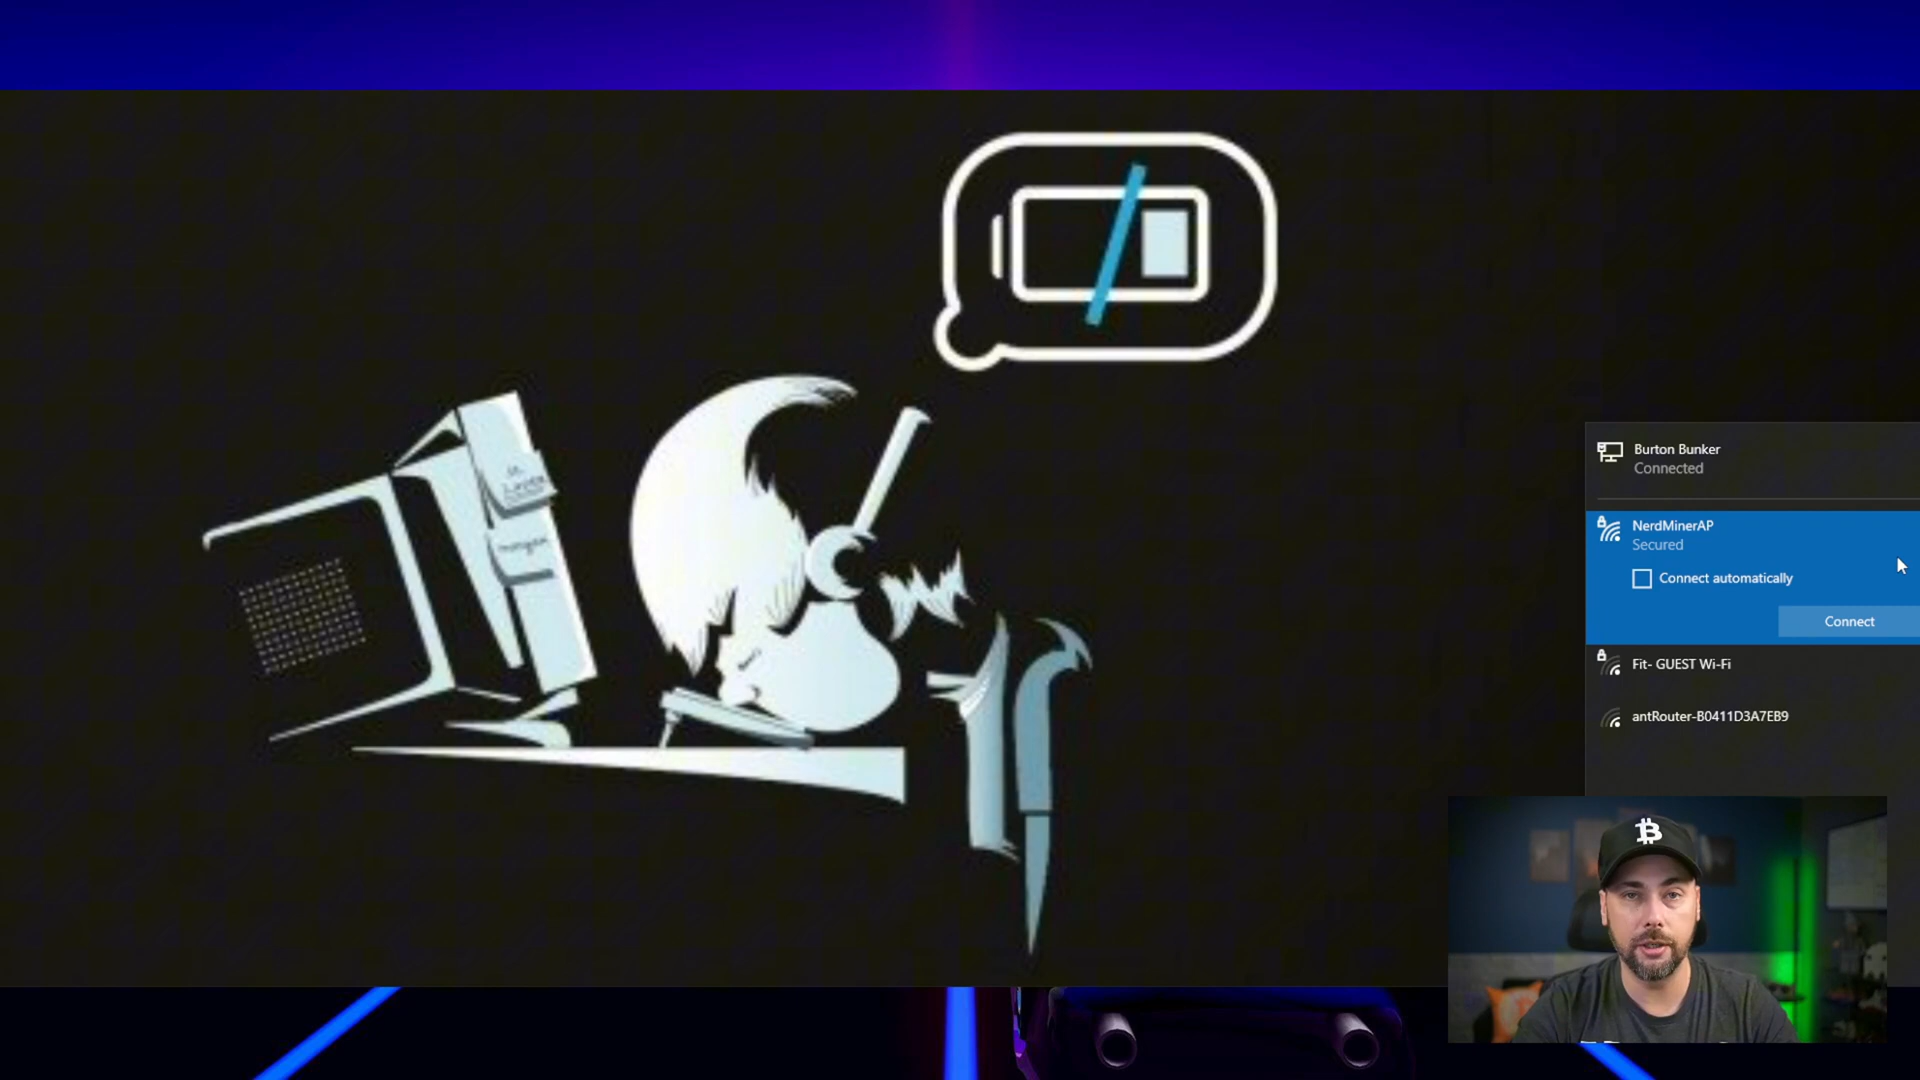 Burton Bunker
Connected
NerdMinerAP
Secured
Connect automatically
Connect
Fit- GUEST Wi-Fi
antRouter-B0411D3A7EB9